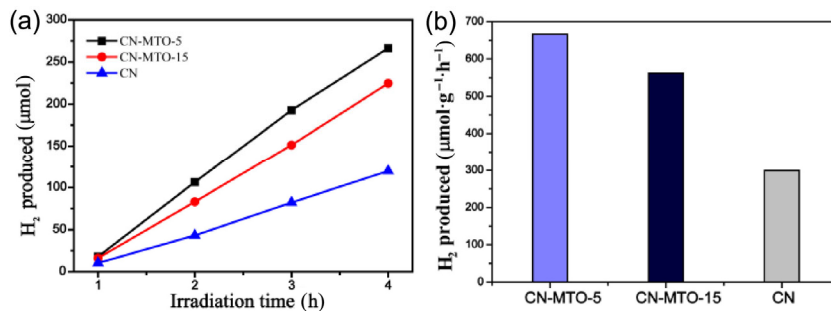 (a)
H₂ produced (μmol)
300
250
200
150
100
50
0
CN-MTO-5
CN-MTO-15
CN
1 2 3 4
Irradiation time (h)
(b)
H₂ produced (μmol·g⁻¹·h⁻¹)
700
600
500
400
300
200
100
0
CN-MTO-5 CN-MTO-15 CN